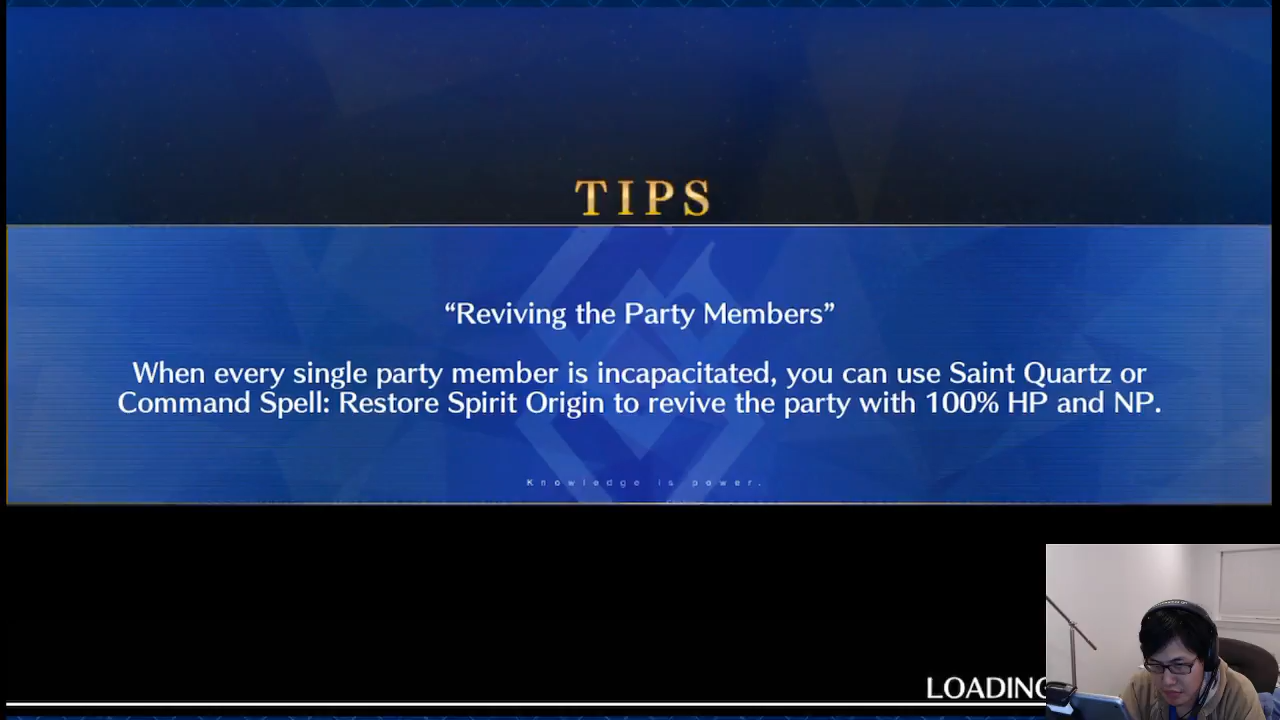 TIPS
“Reviving the Party Members”
When every single party member is incapacitated, you can use Saint Quartz or
Command Spell: Restore Spirit Origin to revive the party with 100% HP and NP.
Knowledge is power.
LOADING